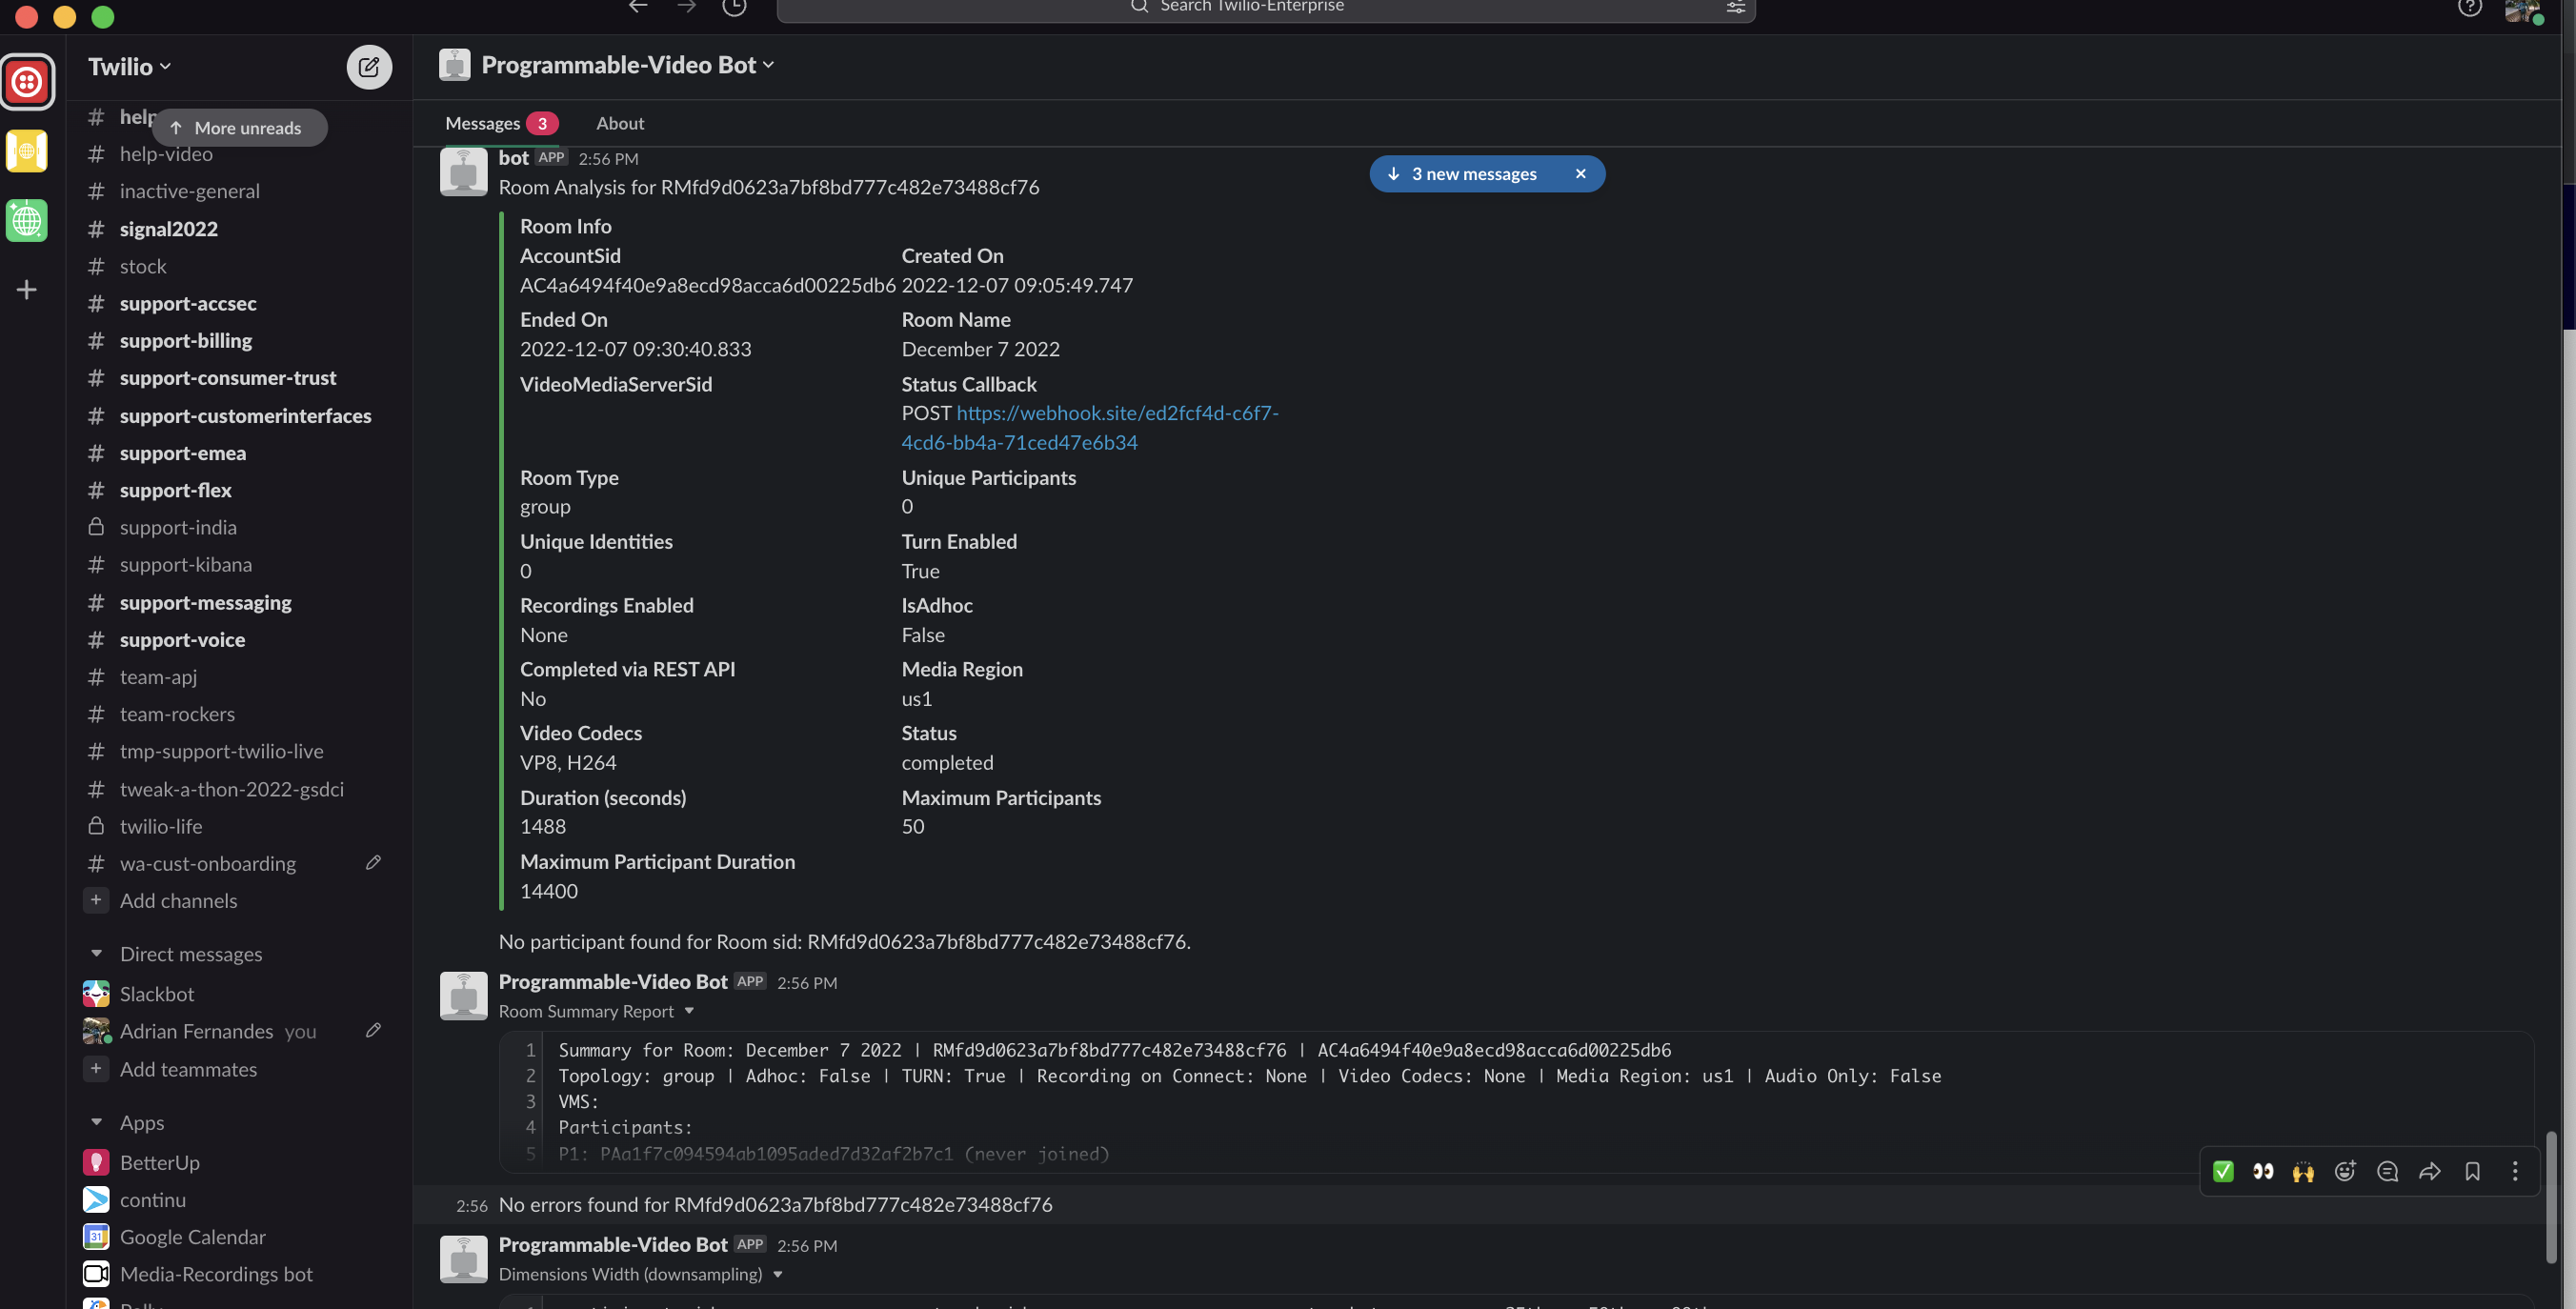 Search Twilio-Enterprise
Twilio
help
More unreads
help-video
inactive-general
signal2022
stock
support-accsec
support-billing
support-consumer-trust
support-customerinterfaces
support-emea
support-flex
support-india
support-kibana
support-messaging
support-voice
team-apj
team-rockers
tmp-support-twilio-live
tweak-a-thon-2022-gsdci
twilio-life
wa-cust-onboarding
Add channels
Direct messages
Slackbot
Adrian Fernandes you
Add teammates
Apps
BetterUp
continu
31 Google Calendar
Media-Recordings bot
Programmable-Video Bot
Messages 3 About
bot APP 2:56 PM
3 new messages
Room Analysis for RMfd9d0623a7bf8bd777c482e73488cf76
Room Info
AccountSid Created On
AC4a6494f40e9a8ecd98acca6d00225db6 2022-12-07 09:05:49.747
Ended On Room Name
2022-12-07 09:30:40.833 December 7 2022
VideoMediaServerSid Status Callback
POST https://webhook.site/ed2fcf4d-c6f7-
4cd6-bb4a-71ced47e6b34
Room Type Unique Participants
group 0
Unique Identities Turn Enabled
0 True
Recordings Enabled IsAdhoc
None False
Completed via REST API Media Region
No us1
Video Codecs Status
VP8, H264 completed
Duration (seconds) Maximum Participants
1488 50
Maximum Participant Duration
14400
No participant found for Room sid: RMfd9d0623a7bf8bd777c482e73488cf76.
Programmable-Video Bot APP 2:56 PM
Room Summary Report
1 Summary for Room: December 7 2022 | RMfd9d0623a7bf8bd777c482e73488cf76 | AC4a6494f40e9a8ecd98acca6d00225db6
2 Topology: group | Adhoc: False | TURN: True | Recording on Connect: None | Video Codecs: None | Media Region: us1 | Audio Only: False
3 VMS:
4 Participants:
5 P1: PAa1f7c094594ab1095aded7d32af2b7c1 (never joined)
2:56 No errors found for RMfd9d0623a7bf8bd777c482e73488cf76
Programmable-Video Bot APP 2:56 PM
Dimensions Width (downsampling)